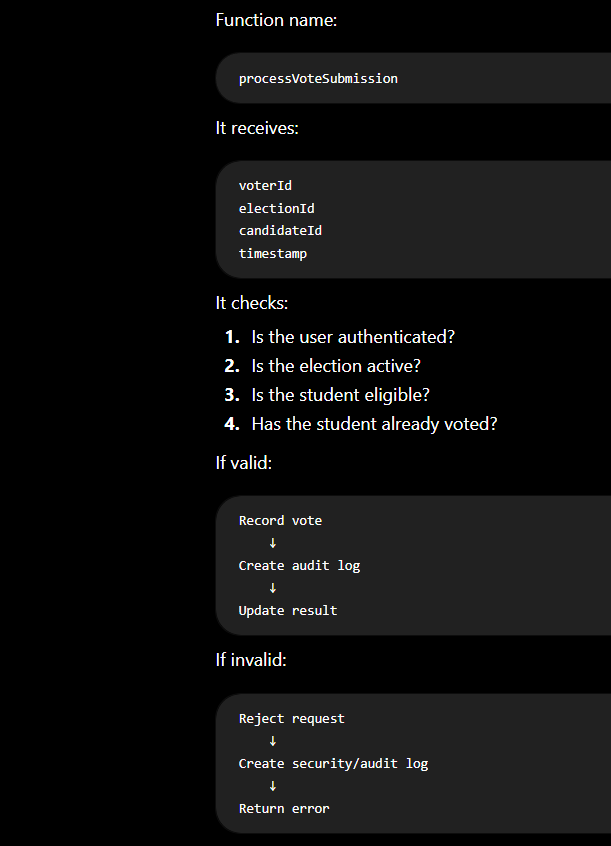 Function name:
processVoteSubmission
It receives:
voterId
electionId
candidateId
timestamp
It checks:
1. Is the user authenticated?
2. Is the election active?
3. Is the student eligible?
4. Has the student already voted?
If valid:
Record vote
↓
Create audit log
↓
Update result
If invalid:
Reject request
↓
Create security/audit log
↓
Return error